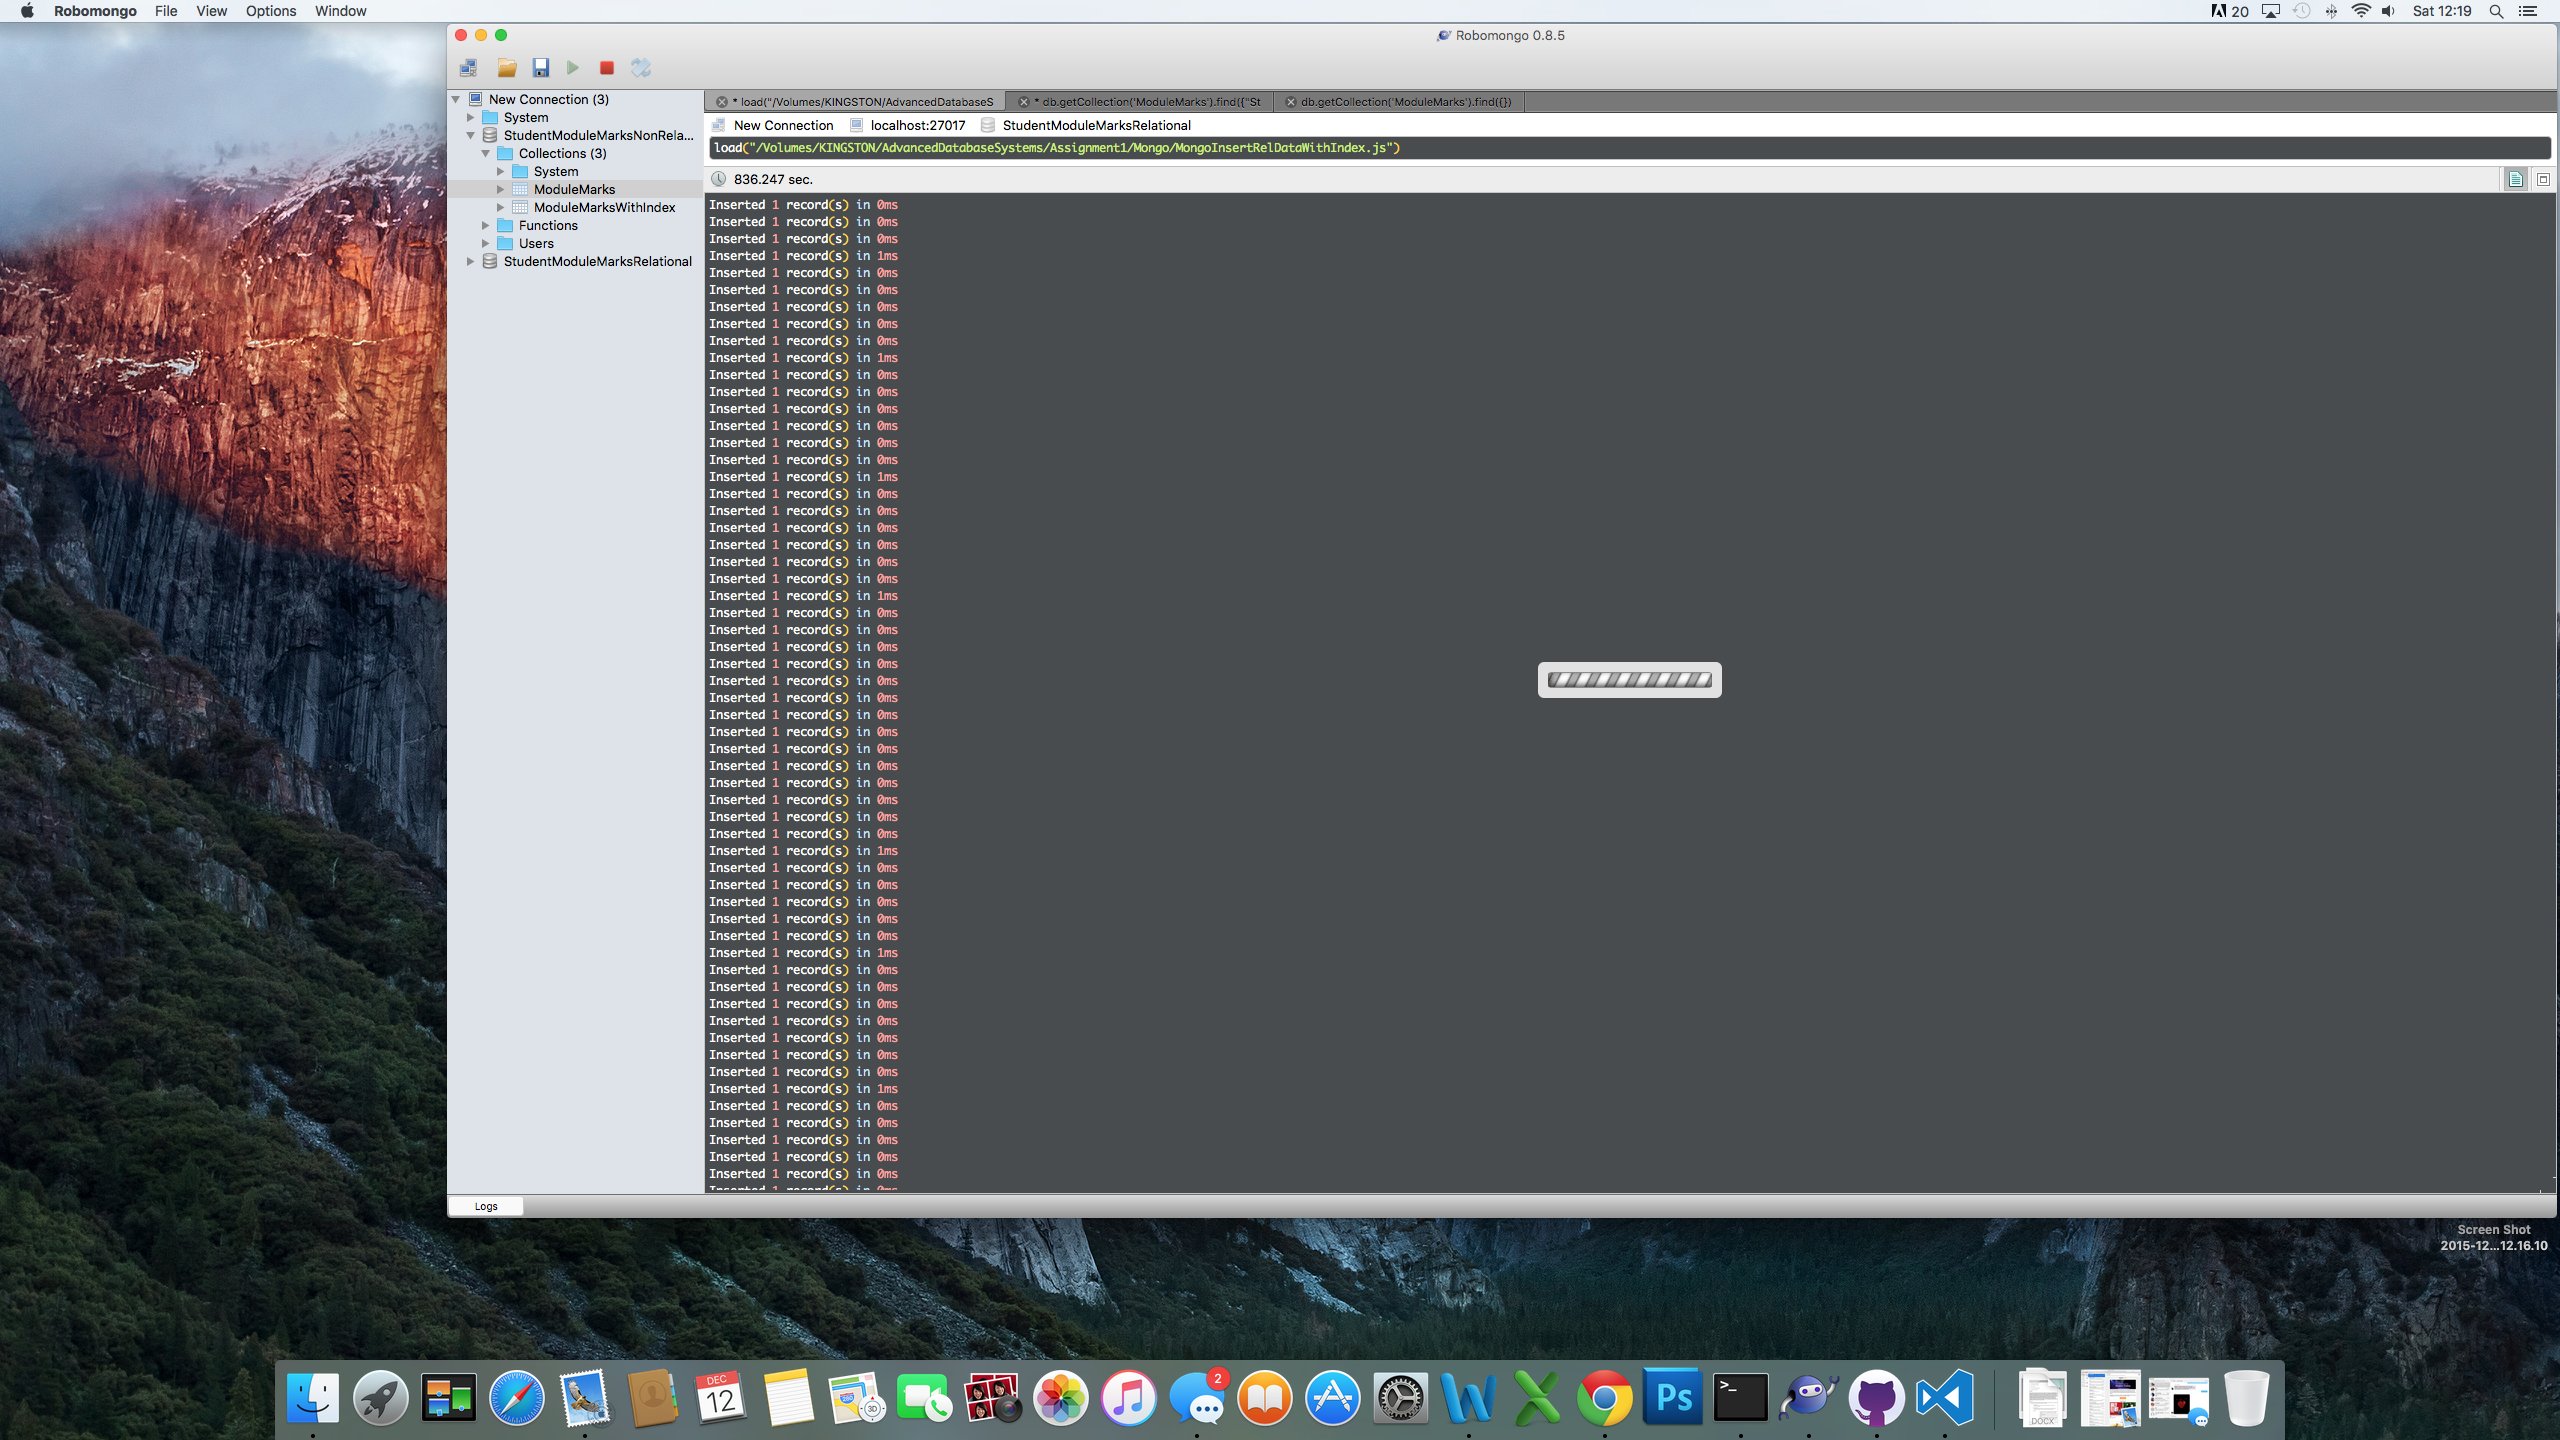 Robomongo File View Options Window
20 Sat 12:19
Robomongo 0.8.5
New Connection (3)
System
StudentModuleMarksNonRela...
Collections (3)
System
ModuleMarks
ModuleMarksWithIndex
Functions
Users
StudentModuleMarksRelational
* load("/Volumes/KINGSTON/AdvancedDatabaseS
* db.getCollection('ModuleMarks').find({"St
db.getCollection('ModuleMarks').find({})
New Connection localhost:27017 StudentModuleMarksRelational
load("/Volumes/KINGSTON/AdvancedDatabaseSystems/Assignment1/Mongo/MongoInsertRelDataWithIndex.js")
836.247 sec.
Inserted 1 record(s) in 0ms
Inserted 1 record(s) in 0ms
Inserted 1 record(s) in 0ms
Inserted 1 record(s) in 1ms
Inserted 1 record(s) in 0ms
Inserted 1 record(s) in 0ms
Inserted 1 record(s) in 0ms
Inserted 1 record(s) in 0ms
Inserted 1 record(s) in 0ms
Inserted 1 record(s) in 1ms
Inserted 1 record(s) in 0ms
Inserted 1 record(s) in 0ms
Inserted 1 record(s) in 0ms
Inserted 1 record(s) in 0ms
Inserted 1 record(s) in 0ms
Inserted 1 record(s) in 0ms
Inserted 1 record(s) in 1ms
Inserted 1 record(s) in 0ms
Inserted 1 record(s) in 0ms
Inserted 1 record(s) in 0ms
Inserted 1 record(s) in 0ms
Inserted 1 record(s) in 0ms
Inserted 1 record(s) in 0ms
Inserted 1 record(s) in 1ms
Inserted 1 record(s) in 0ms
Inserted 1 record(s) in 0ms
Inserted 1 record(s) in 0ms
Inserted 1 record(s) in 0ms
Inserted 1 record(s) in 0ms
Inserted 1 record(s) in 0ms
Inserted 1 record(s) in 0ms
Inserted 1 record(s) in 0ms
Inserted 1 record(s) in 0ms
Inserted 1 record(s) in 0ms
Inserted 1 record(s) in 0ms
Inserted 1 record(s) in 0ms
Inserted 1 record(s) in 0ms
Inserted 1 record(s) in 0ms
Inserted 1 record(s) in 1ms
Inserted 1 record(s) in 0ms
Inserted 1 record(s) in 0ms
Inserted 1 record(s) in 0ms
Inserted 1 record(s) in 0ms
Inserted 1 record(s) in 0ms
Inserted 1 record(s) in 1ms
Inserted 1 record(s) in 0ms
Inserted 1 record(s) in 0ms
Inserted 1 record(s) in 0ms
Inserted 1 record(s) in 0ms
Inserted 1 record(s) in 0ms
Inserted 1 record(s) in 0ms
Inserted 1 record(s) in 0ms
Inserted 1 record(s) in 1ms
Inserted 1 record(s) in 0ms
Inserted 1 record(s) in 0ms
Inserted 1 record(s) in 0ms
Inserted 1 record(s) in 0ms
Inserted 1 record(s) in 0ms
Logs
Screen Shot
2015-12...12.16.10
DEC
12
3D
2
Ps
>_
DOCX